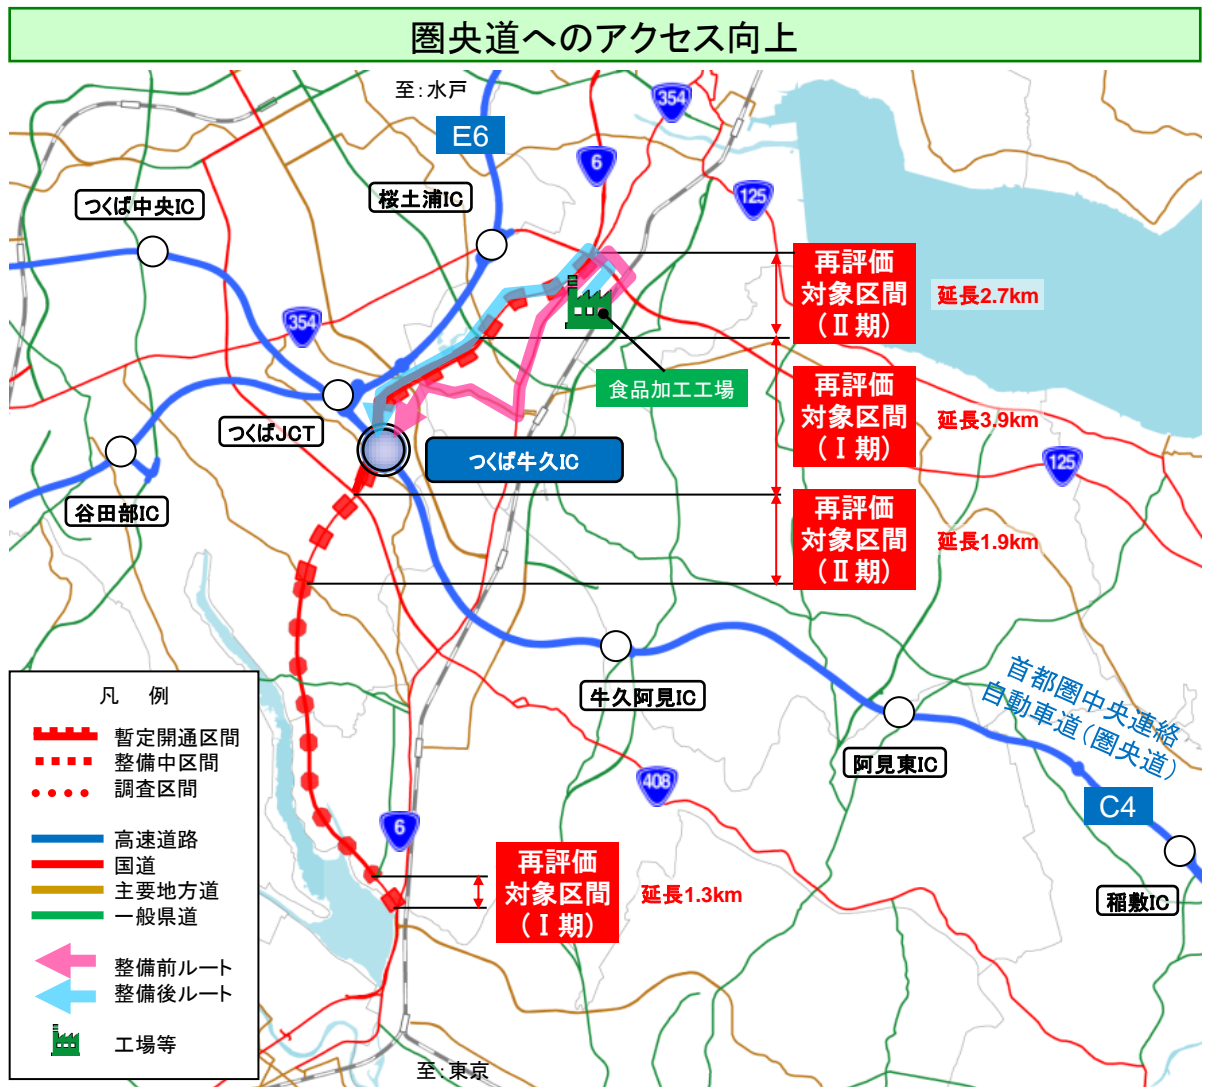 圏央道へのアクセス向上
至：水戸
354
E6
6
桜土浦IC
つくば中央IC
125
再評価
対象区間
（Ⅱ期）
延長2.7km
354
食品加工工場
再評価
対象区間
（Ⅰ期）
延長3.9km
つくばJCT
つくば牛久IC
125
谷田部IC
再評価
対象区間
（Ⅱ期）
延長1.9km
牛久阿見IC
首都圏中央連絡
自動車道（圏央道）
阿見東IC
408
C4
6
再評価
対象区間
（Ⅰ期）
延長1.3km
稲敷IC
至：東京
凡 例
暫定開通区間
整備中区間
調査区間
高速道路
国道
主要地方道
一般県道
整備前ルート
整備後ルート
工場等